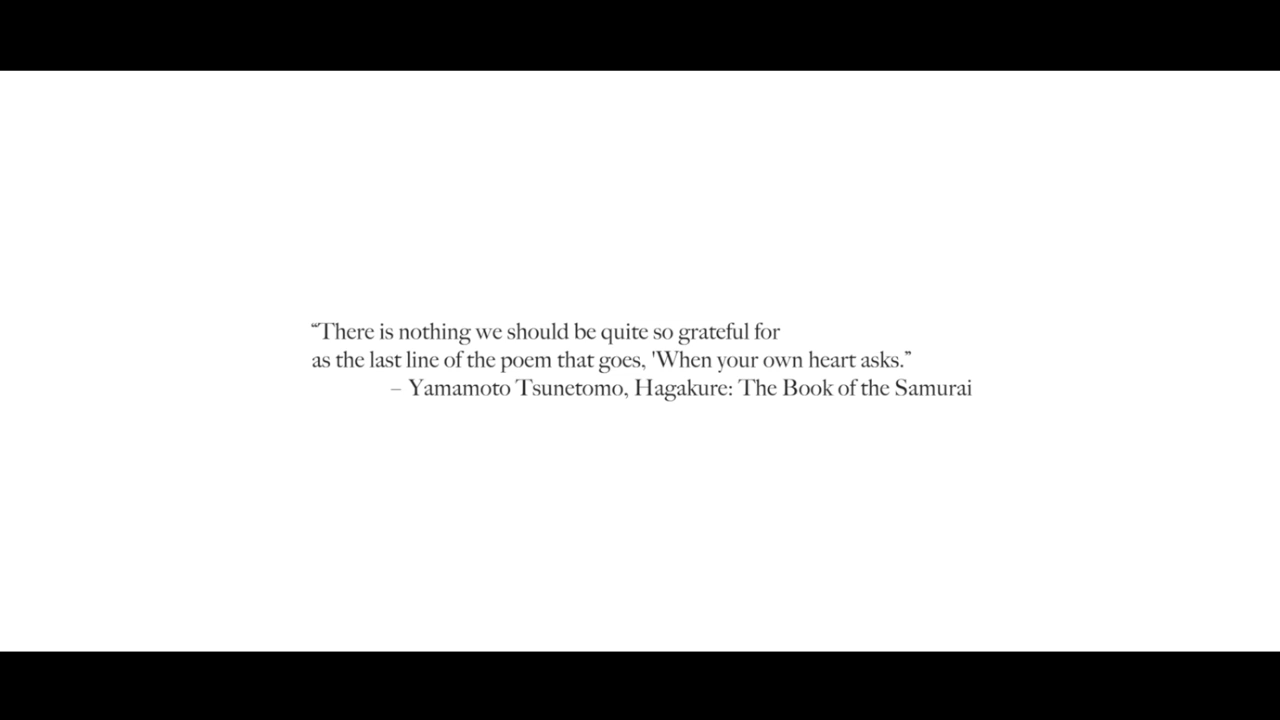 “There is nothing we should be quite so grateful for
as the last line of the poem that goes, 'When your own heart asks.”
– Yamamoto Tsunetomo, Hagakure: The Book of the Samurai